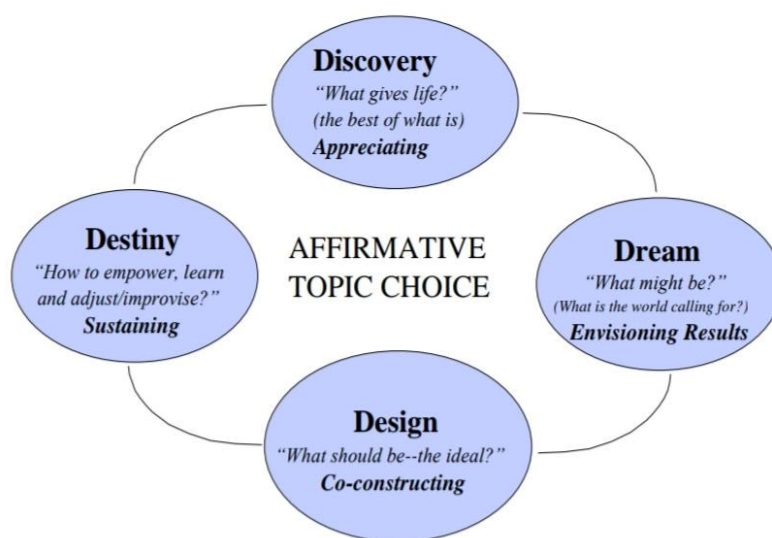 Discovery
“What gives life?”
(the best of what is)
Appreciating
Destiny
“How to empower, learn
and adjust/improvise?”
Sustaining
AFFIRMATIVE
TOPIC CHOICE
Dream
“What might be?”
(What is the world calling for?)
Envisioning Results
Design
“What should be--the ideal?”
Co-constructing